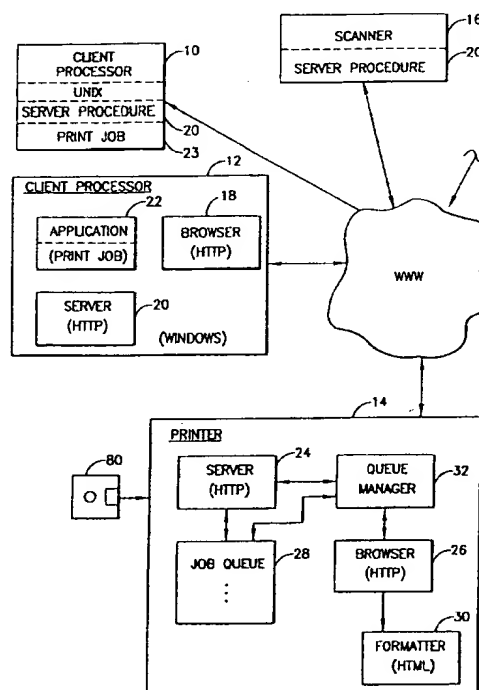 10
CLIENT
PROCESSOR
UNIX
SERVER PROCEDURE
20
PRINT JOB
23
16
SCANNER
SERVER PROCEDURE
20
12
CLIENT PROCESSOR
22
APPLICATION
(PRINT JOB)
18
BROWSER
(HTTP)
20
SERVER
(HTTP)
(WINDOWS)
WWW
14
PRINTER
80
24
SERVER
(HTTP)
QUEUE
MANAGER
32
JOB QUEUE
28
BROWSER
(HTTP)
26
30
FORMATTER
(HTML)